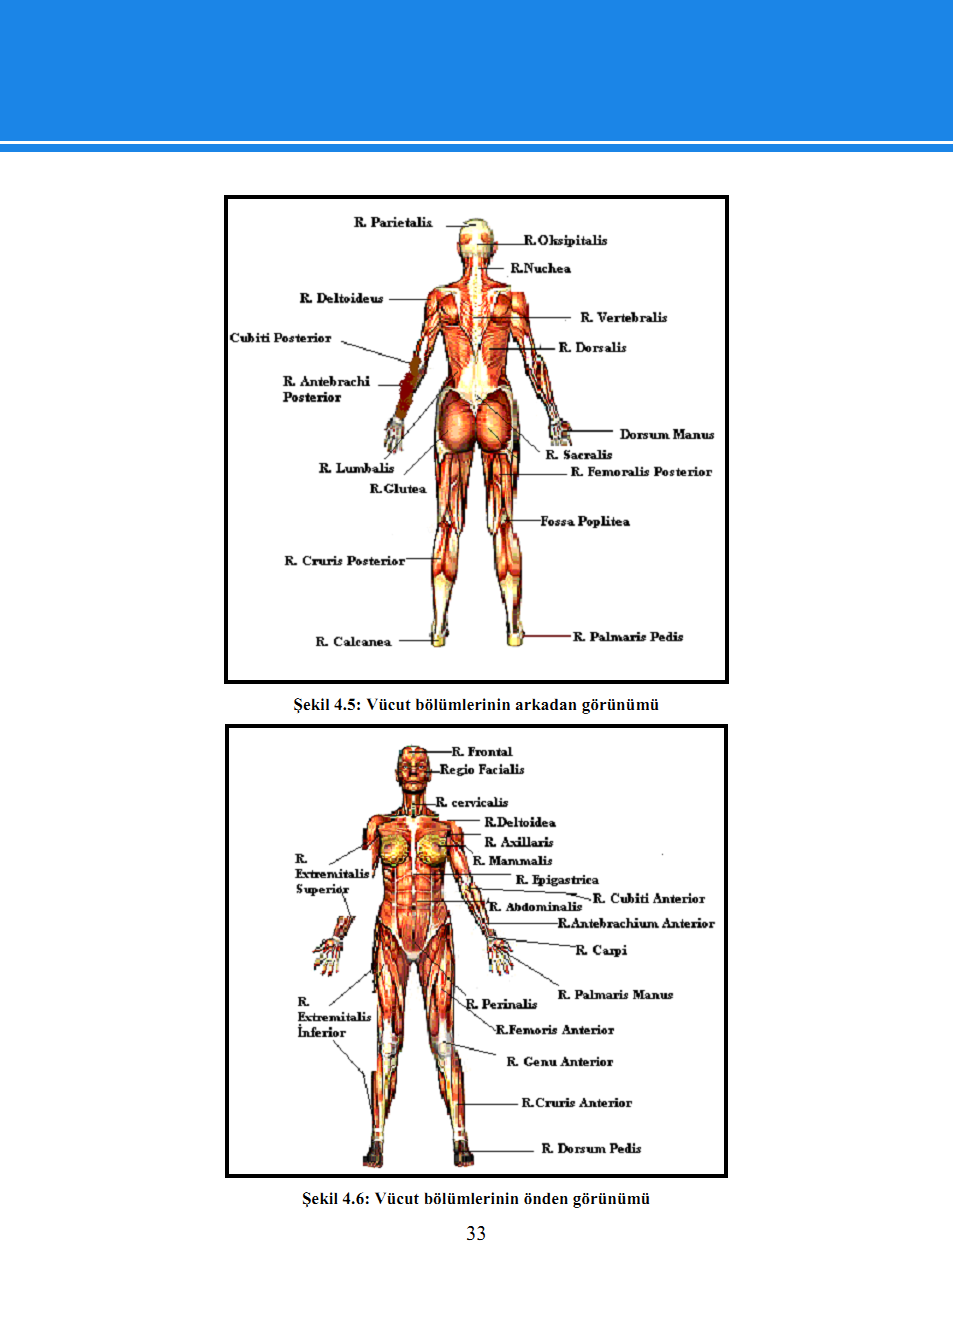 R. Parietalis
R.Oksipitalis
R.Nuchea
R. Deltoideus
R. Vertebralis
Cubiti Posterior
R. Dorsalis
R. Antebrachi
Posterior
Dorsum Manus
R. Sacralis
R. Lumbalis
R. Femoralis Posterior
R.Glutea
Fossa Poplitea
R. Cruris Posterior
R. Calcanea
R. Palmaris Pedis
Şekil 4.5: Vücut bölümlerinin arkadan görünümü
R. Frontal
Regio Facialis
R. cervicalis
R.Deltoidea
R. Axillaris
R. Mammalis
R.
Extremitalis
Superior
R. Epigastrica
R. Cubiti Anterior
R. Abdominalis
R.Antebrachium Anterior
R. Carpi
R. Palmaris Manus
R.
Extremitalis
İnferior
R. Perinalis
R.Femoris Anterior
R. Genu Anterior
R.Cruris Anterior
R. Dorsum Pedis
Şekil 4.6: Vücut bölümlerinin önden görünümü
33